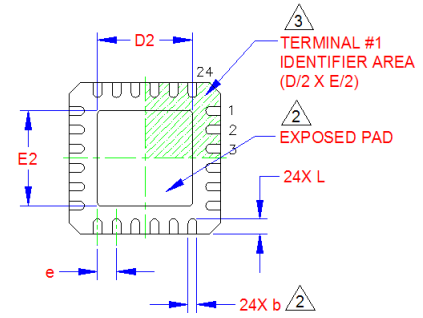 D2
3
TERMINAL #1
IDENTIFIER AREA
(D/2 X E/2)
24
1
2
3
2
EXPOSED PAD
E2
24X L
e
24X b 2